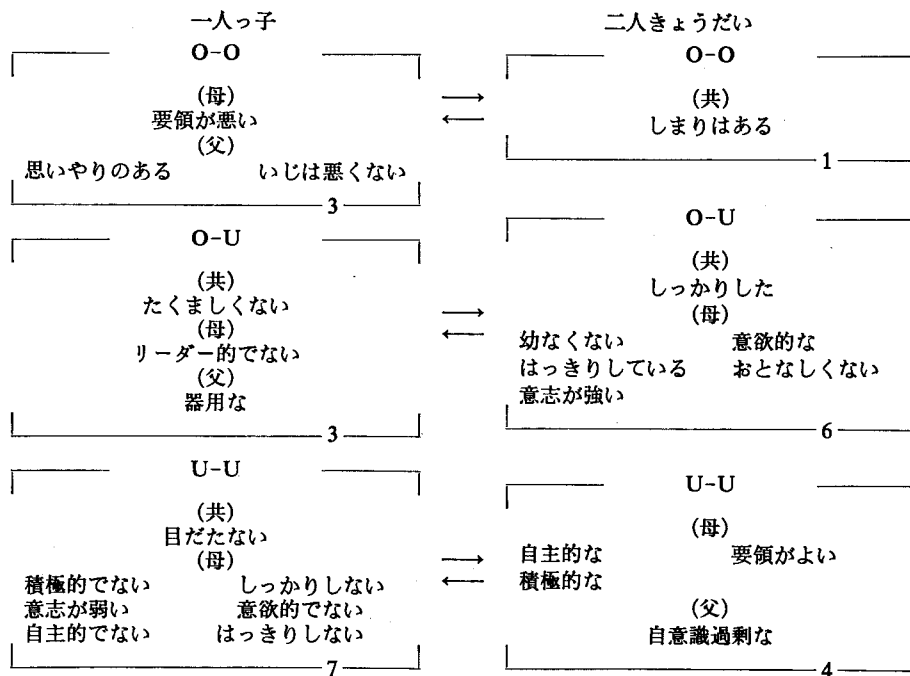 一人っ子
O-O
(母)
要領が悪い
(父)
思いやりのある いじは悪くない
3
O-U
(共)
たくましくない
(母)
リーダー的でない
(父)
器用な
3
U-U
(共)
目だたない
(母)
積極的でない しっかりしない
意志が弱い 意欲的でない
自主的でない はっきりしない
7
二人きょうだい
O-O
(共)
しまりはある
1
O-U
(共)
しっかりした
(母)
幼なくない 意欲的な
はっきりしている おとなしくない
意志が強い
6
U-U
(母)
自主的な 要領がよい
積極的な
(父)
自意識過剰な
4